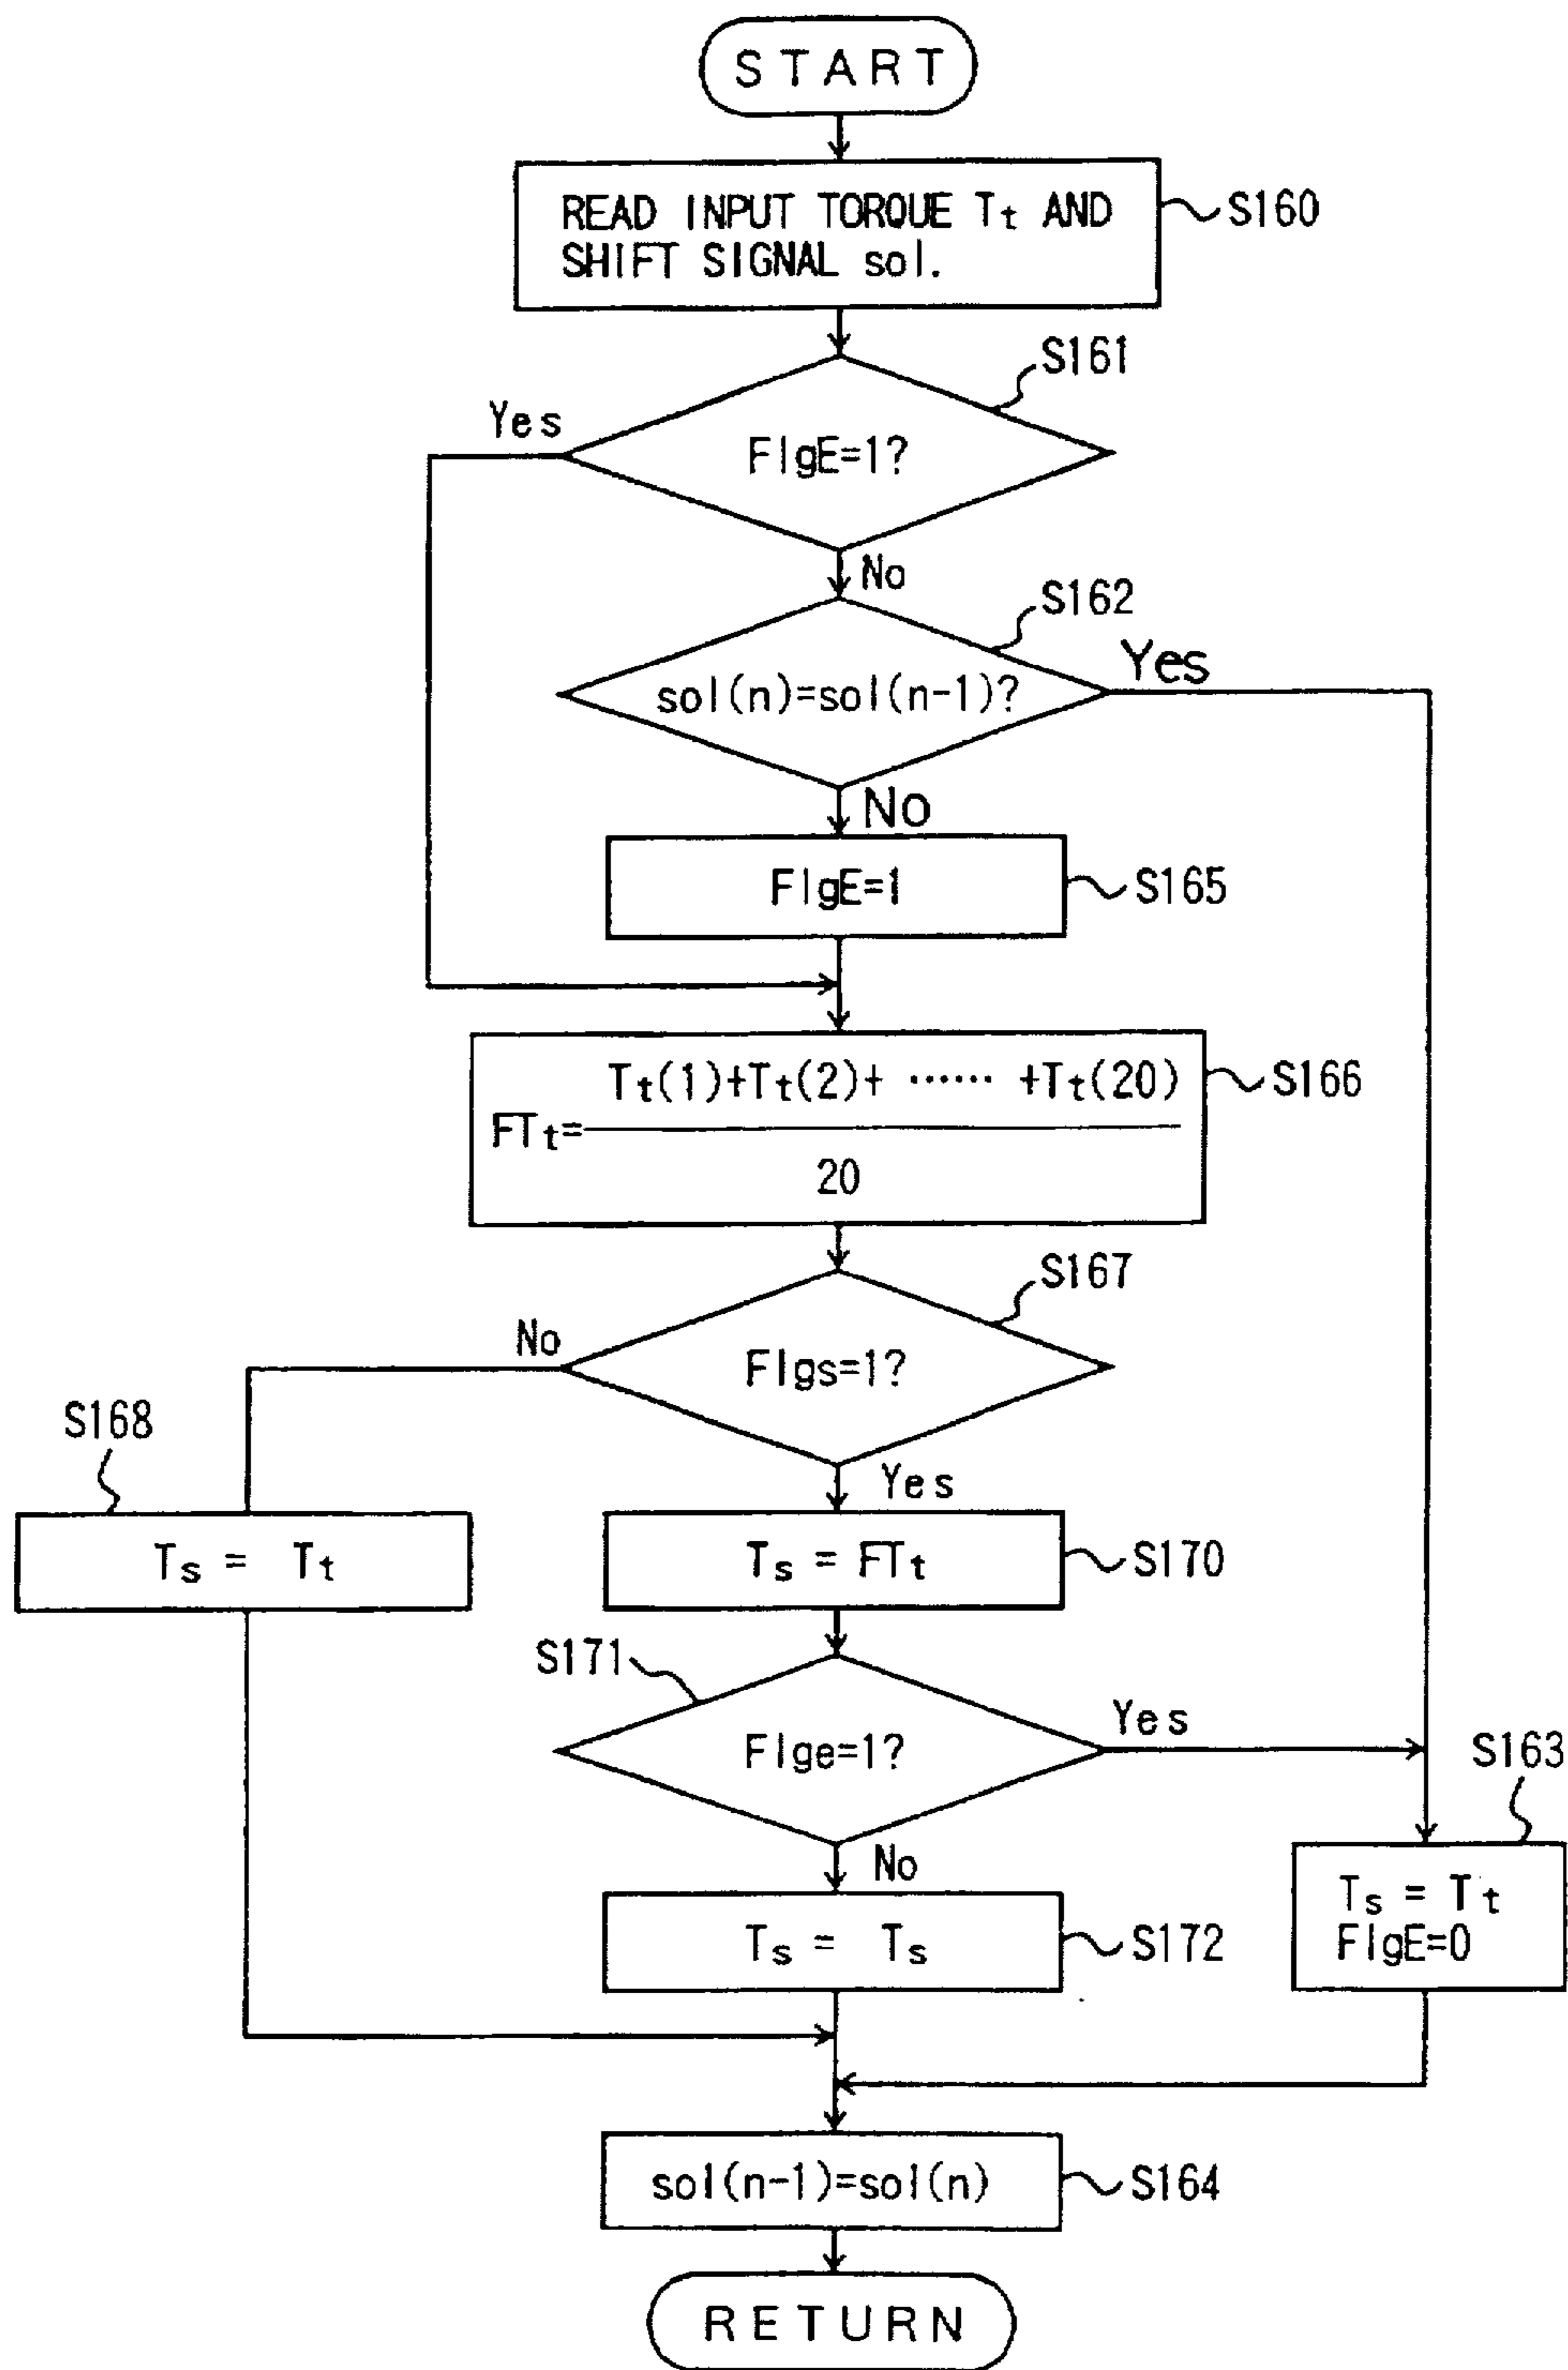 START
READ INPUT TORQUE Tt AND
SHIFT SIGNAL sol.
S160
S161
Yes
FlgE=1?
No
S162
Yes
sol(n)=sol(n-1)?
No
FlgE=1
S165
Tt(1)+Tt(2)+ ······ +Tt(20)
FTt=
20
S166
S167
No
Flgs=1?
S168
Yes
Ts = Tt
Ts = FTt
S170
S171
Yes
Flge=1?
S163
No
Ts = Tt
FlgE=0
Ts = Ts
S172
sol(n-1)=sol(n)
S164
RETURN